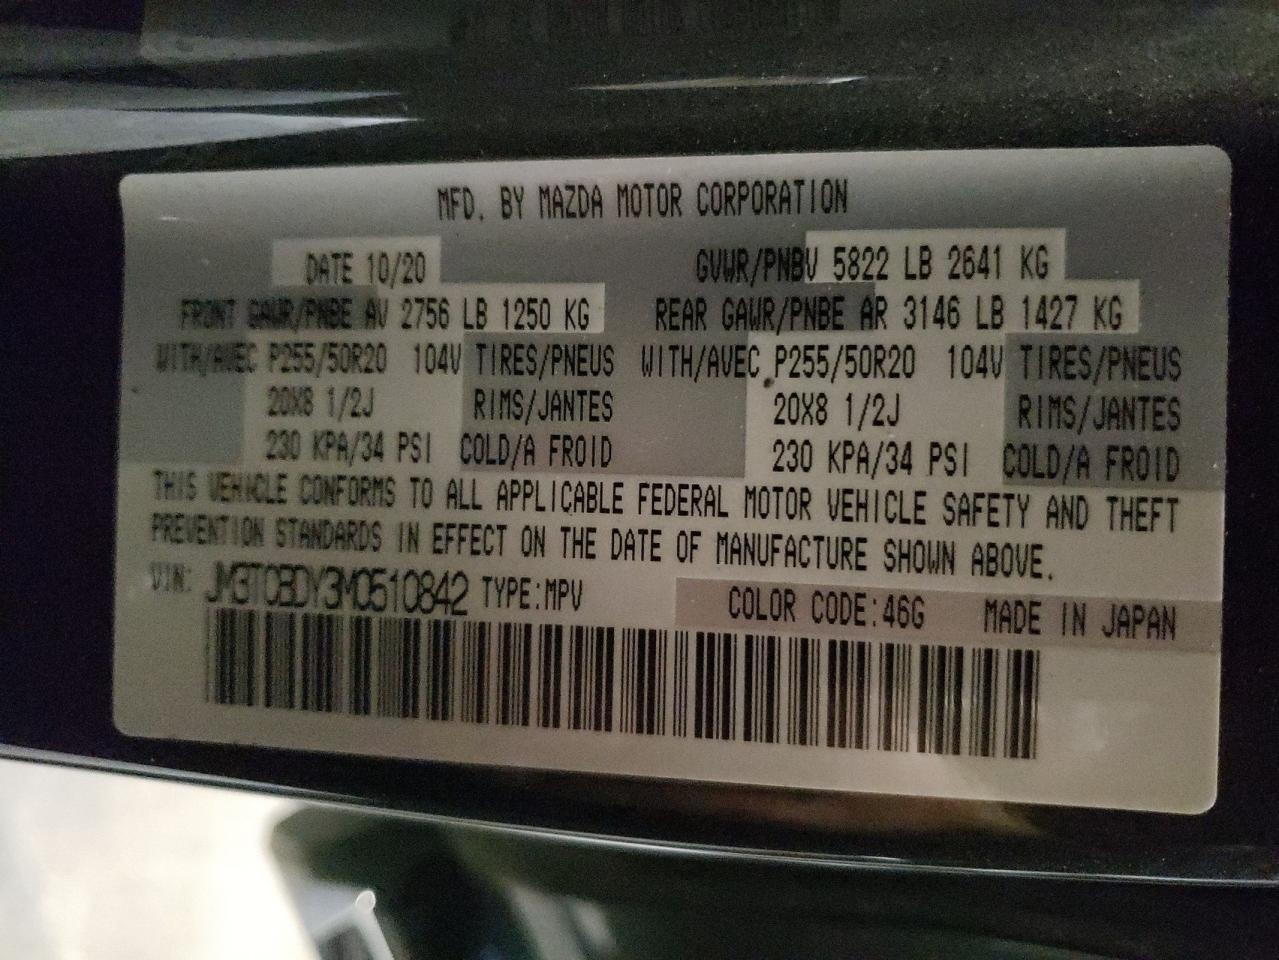 MFD. BY MAZDA MOTOR CORPORATION
DATE 10/20 GVWR/PNBV 5822 LB 2641 KG
FRONT GAWR/PNBE AV 2756 LB 1250 KG REAR GAWR/PNBE AR 3146 LB 1427 KG
WITH/AVEC P255/50R20 104V TIRES/PNEUS WITH/AVEC P255/50R20 104V TIRES/PNEUS
20X8 1/2J RIMS/JANTES 20X8 1/2J RIMS/JANTES
230 KPA/34 PSI COLD/A FROID 230 KPA/34 PSI COLD/A FROID
THIS VEHICLE CONFORMS TO ALL APPLICABLE FEDERAL MOTOR VEHICLE SAFETY AND THEFT
PREVENTION STANDARDS IN EFFECT ON THE DATE OF MANUFACTURE SHOWN ABOVE.
VIN: JM3TCBDY3M0510842 TYPE:MPV COLOR CODE:46G MADE IN JAPAN